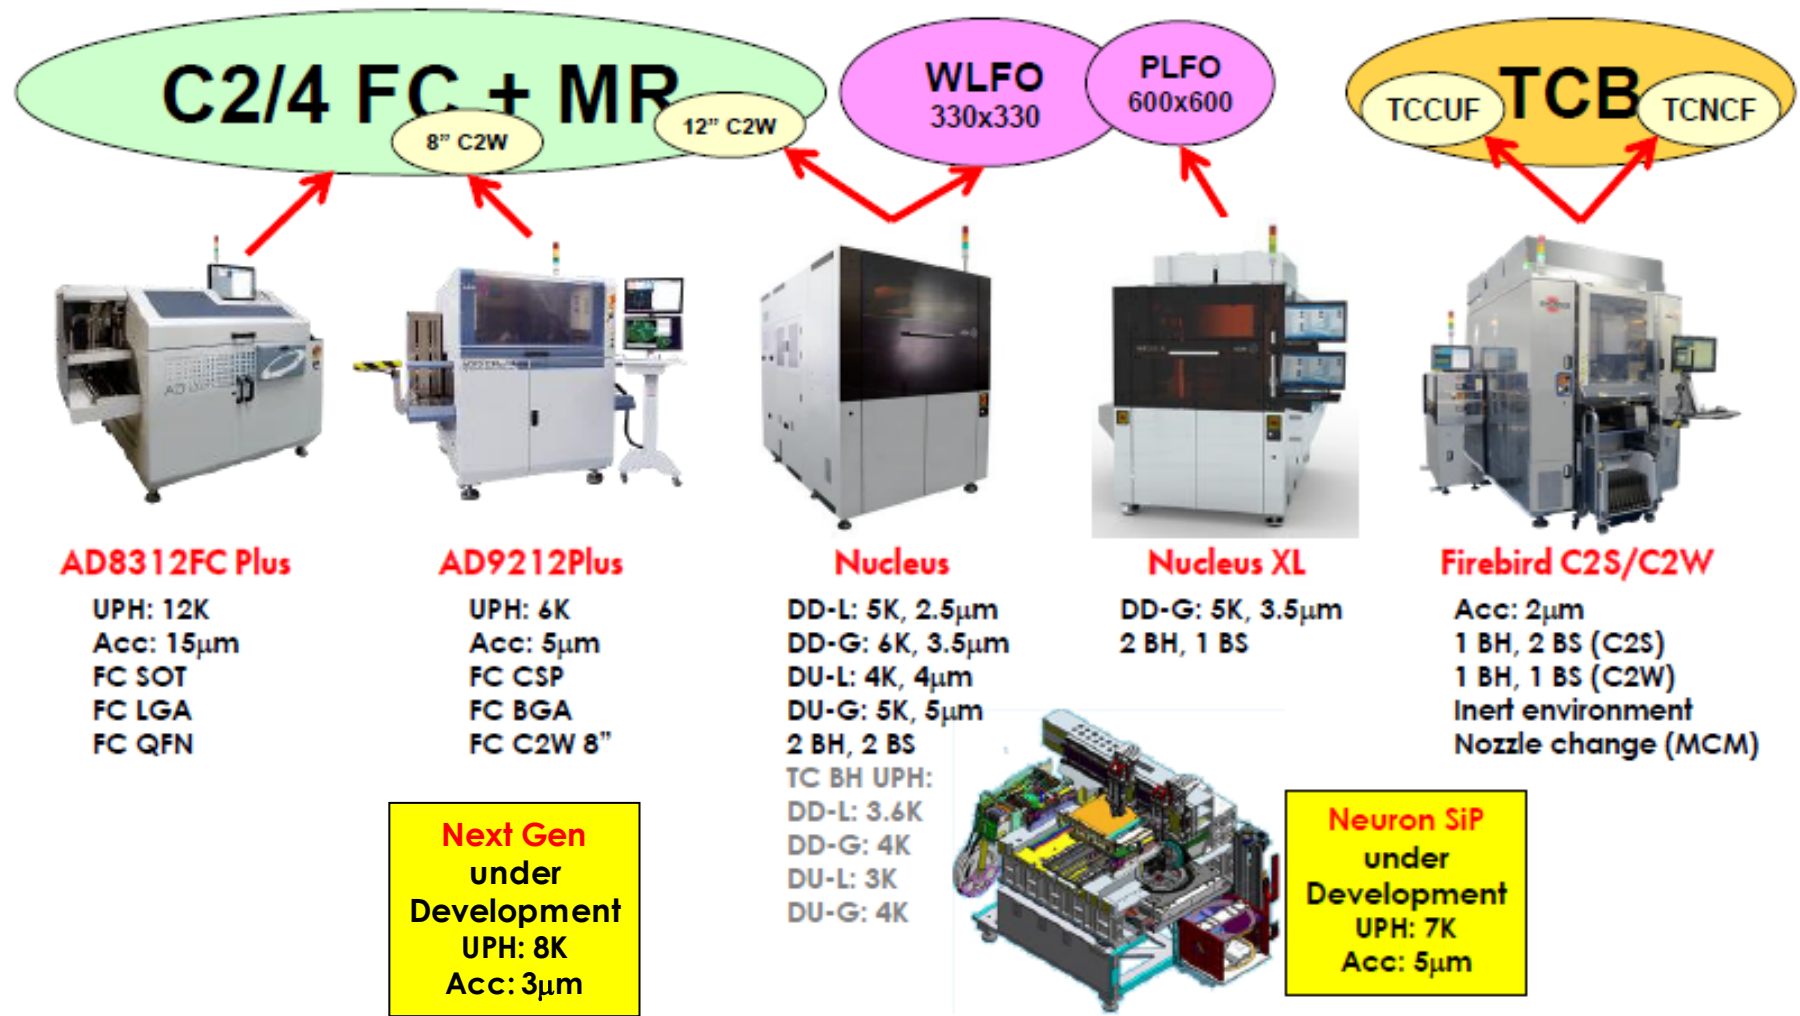 C2/4 FC + MR
8” C2W
12” C2W
WLFO
330x330
PLFO
600x600
TCB
TCCUF
TCNCF
AD8312FC Plus
UPH: 12K
Acc: 15μm
FC SOT
FC LGA
FC QFN
AD9212Plus
UPH: 6K
Acc: 5μm
FC CSP
FC BGA
FC C2W 8”
Nucleus
DD-L: 5K, 2.5μm
DD-G: 6K, 3.5μm
DU-L: 4K, 4μm
DU-G: 5K, 5μm
2 BH, 2 BS
TC BH UPH:
DD-L: 3.6K
DD-G: 4K
DU-L: 3K
DU-G: 4K
Nucleus XL
DD-G: 5K, 3.5μm
2 BH, 1 BS
Firebird C2S/C2W
Acc: 2μm
1 BH, 2 BS (C2S)
1 BH, 1 BS (C2W)
Inert environment
Nozzle change (MCM)
Next Gen
under
Development
UPH: 8K
Acc: 3μm
Neuron SiP
under
Development
UPH: 7K
Acc: 5μm